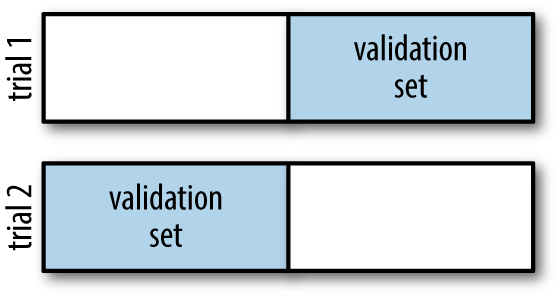 trial 1
validation
set
trial 2
validation
set